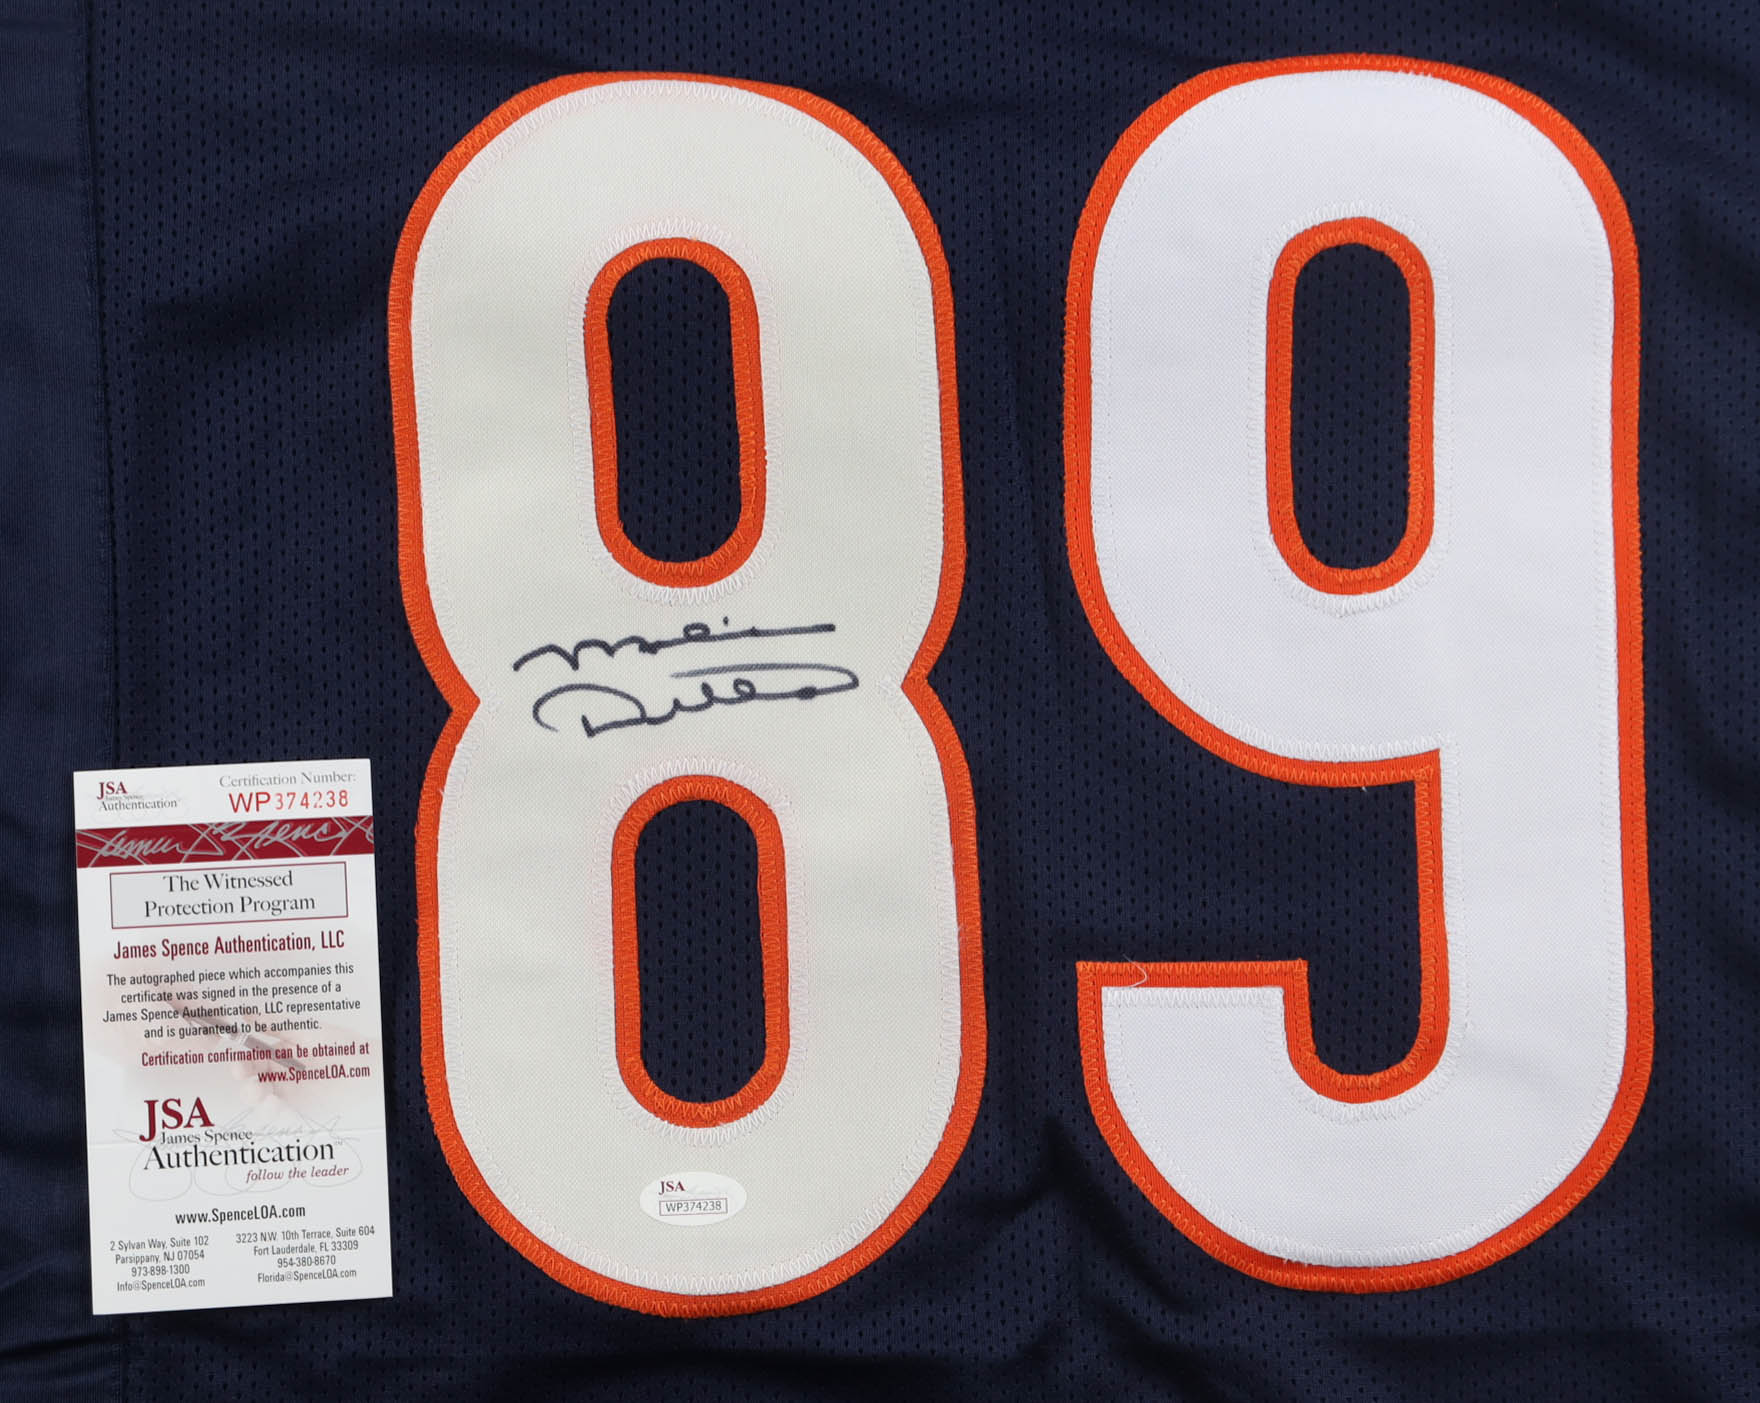 89
Mike
Ditka
JSA
Authentication
Certification Number:
WP374238
The Witnessed
Protection Program
James Spence Authentication, LLC
The autographed piece which accompanies this
certificate was signed in the presence of a
James Spence Authentication, LLC representative
and is guaranteed to be authentic.
Certification confirmation can be obtained at
www.SpenceLOA.com
JSA
James Spence
Authentication™
follow the leader
www.SpenceLOA.com
2 Sylvan Way, Suite 102
Parsippany, NJ 07054
973-898-1300
Info@SpenceLOA.com
3223 N.W. 10th Terrace, Suite 604
Fort Lauderdale, FL 33309
954-380-8670
Florida@SpenceLOA.com
JSA
WP374238